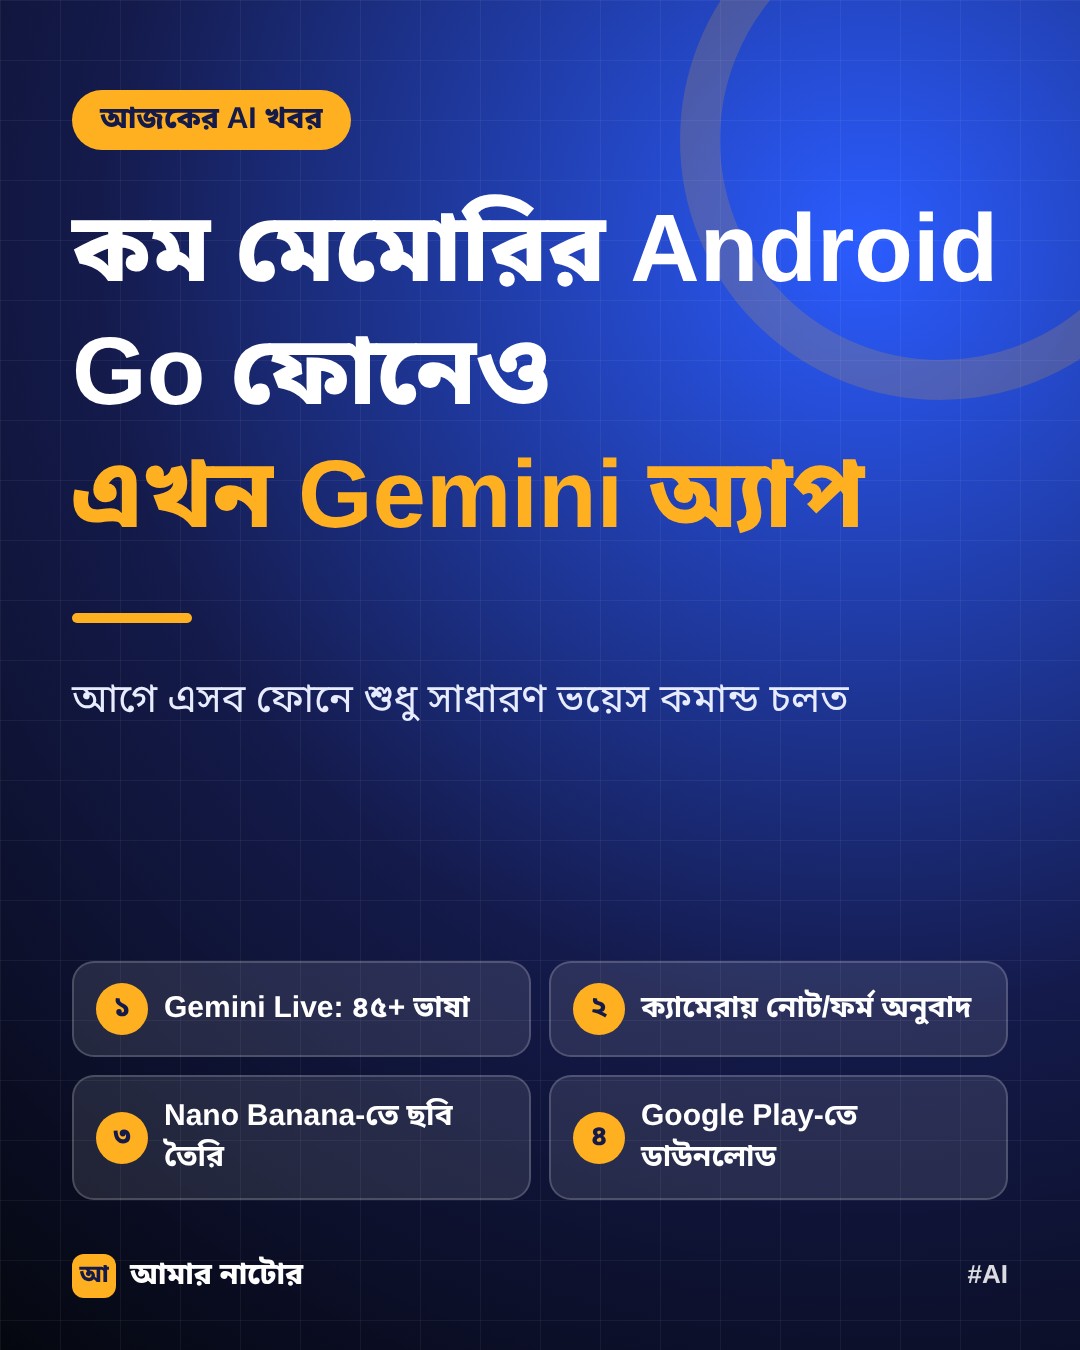 আজকের AI খবর
কম মেমোরির Android
Go ফোনেও
এখন Gemini অ্যাপ
আগে এসব ফোনে শুধু সাধারণ ভয়েস কমান্ড চলত
১ Gemini Live: ৪৫+ ভাষা
২ ক্যামেরায় নোট/ফর্ম অনুবাদ
৩ Nano Banana-তে ছবি
তৈরি
৪ Google Play-তে
ডাউনলোড
আ আমার নাটোর
#AI